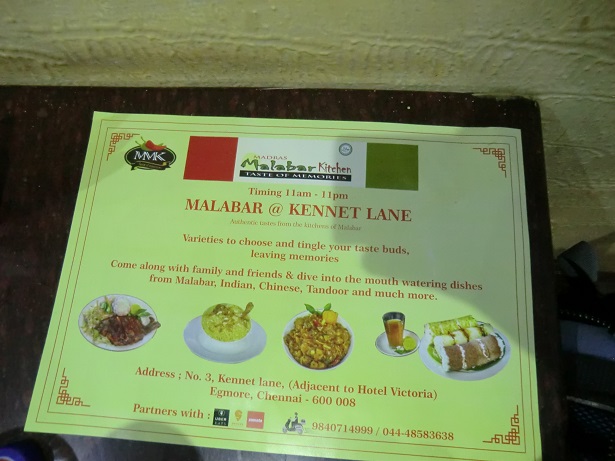 MMK
MADRAS
Malabar Kitchen
TASTE OF MEMORIES
Timing 11am - 11pm
MALABAR @ KENNET LANE
Authentic tastes from the kitchens of Malabar
Varieties to choose and tingle your taste buds,
leaving memories
Come along with family and friends & dive into the mouth watering dishes
from Malabar, Indian, Chinese, Tandoor and much more.
Address ; No. 3, Kennet lane, (Adjacent to Hotel Victoria)
Egmore, Chennai - 600 008
Partners with : 9840714999 / 044-48583638